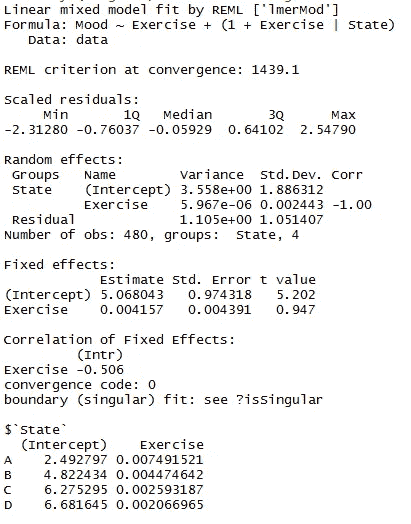 Linear mixed model fit by REML ['lmerMod']
Formula: Mood ~ Exercise + (1 + Exercise | State)
Data: data
REML criterion at convergence: 1439.1
Scaled residuals:
Min 1Q Median 3Q Max
-2.31280 -0.76037 -0.05929 0.64102 2.54790
Random effects:
Groups Name Variance Std.Dev. Corr
State (Intercept) 3.558e+00 1.886312
Exercise 5.967e-06 0.002443 -1.00
Residual 1.105e+00 1.051407
Number of obs: 480, groups: State, 4
Fixed effects:
Estimate Std. Error t value
(Intercept) 5.068043 0.974318 5.202
Exercise 0.004157 0.004391 0.947
Correlation of Fixed Effects:
(Intr)
Exercise -0.506
convergence code: 0
boundary (singular) fit: see ?isSingular
$`State`
(Intercept) Exercise
A 2.492797 0.007491521
B 4.822434 0.004474642
C 6.275295 0.002593187
D 6.681645 0.002066965